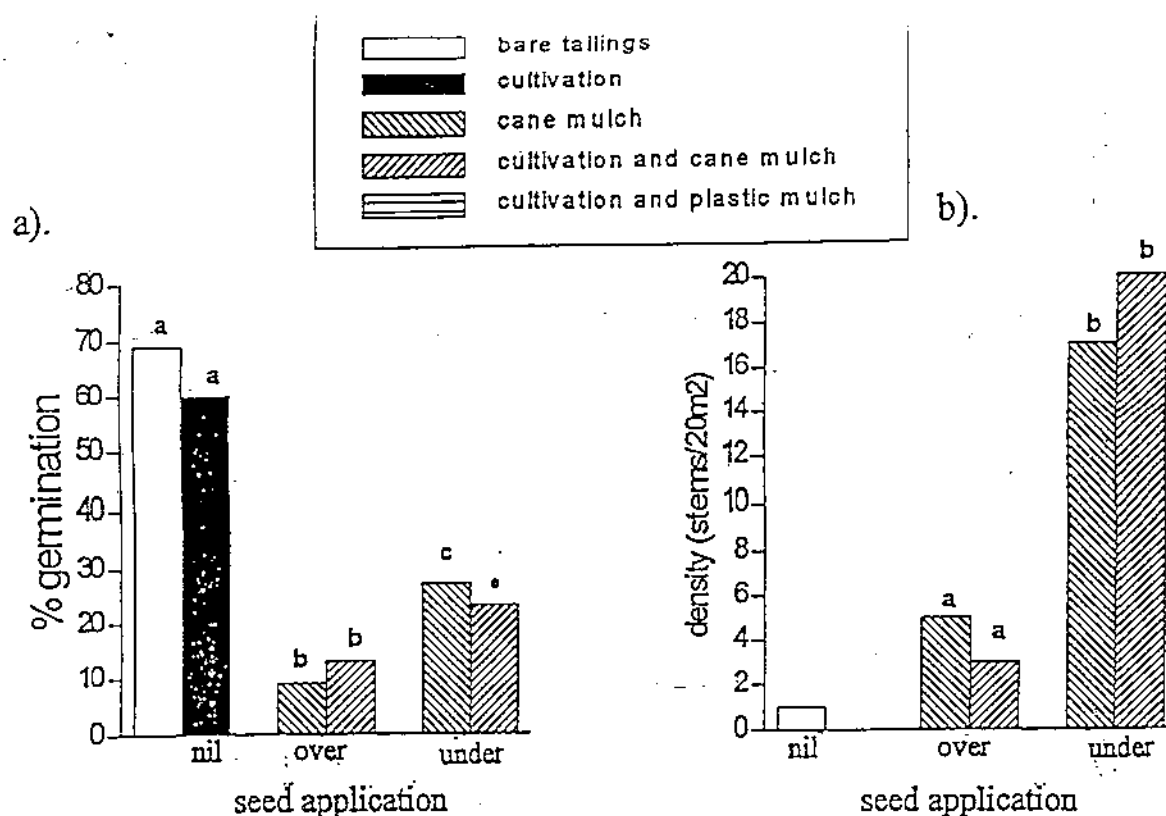 bare tailings
cultivation
cane mulch
cultivation and cane mulch
cultivation and plastic mulch
a).
b).
80
70
60
50
40
30
20
10
0
% germination
a
a
b
b
c
nil
over
under
seed application
20
18
16
14
12
10
8
6
4
2
0
density (stems/20m2)
a
a
b
b
nil
over
under
seed application